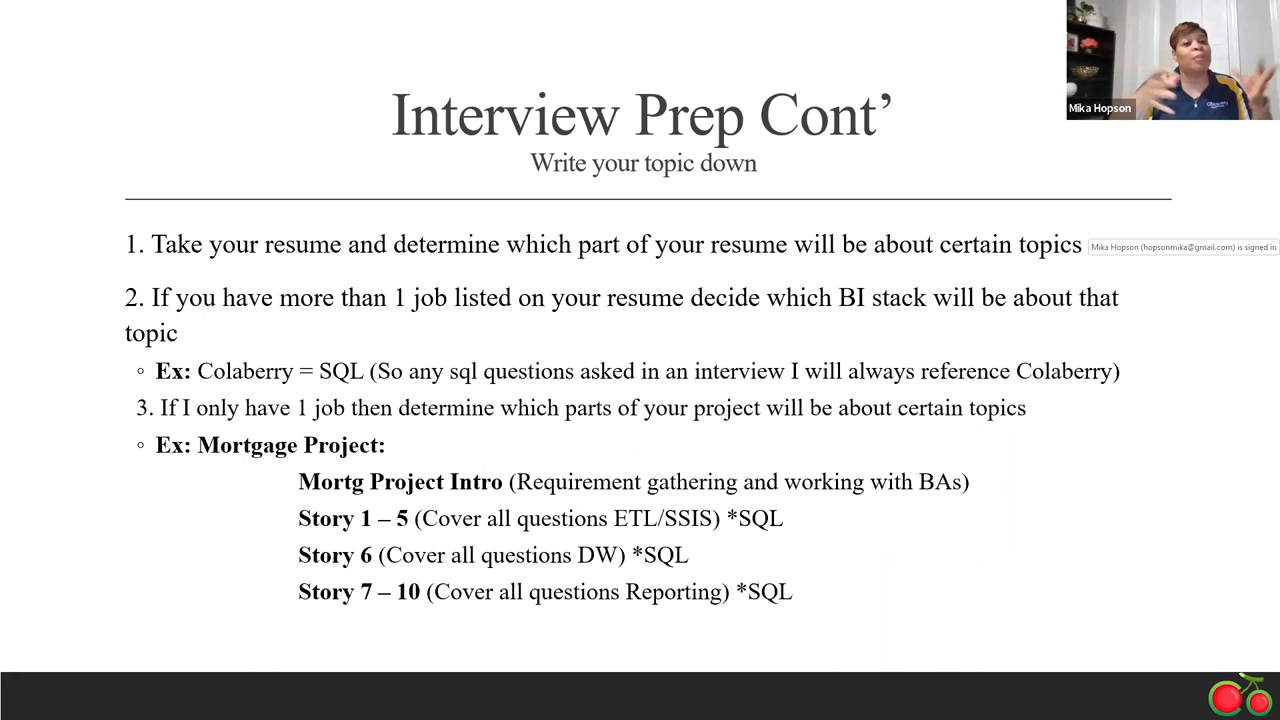 Interview Prep Cont’
Write your topic down
Mika Hopson
1. Take your resume and determine which part of your resume will be about certain topics
Mika Hopson (hopsonmika@gmail.com) is signed in
2. If you have more than 1 job listed on your resume decide which BI stack will be about that
topic
◦ Ex: Colaberry = SQL (So any sql questions asked in an interview I will always reference Colaberry)
3. If I only have 1 job then determine which parts of your project will be about certain topics
◦ Ex: Mortgage Project:
Mortg Project Intro (Requirement gathering and working with BAs)
Story 1 – 5 (Cover all questions ETL/SSIS) *SQL
Story 6 (Cover all questions DW) *SQL
Story 7 – 10 (Cover all questions Reporting) *SQL